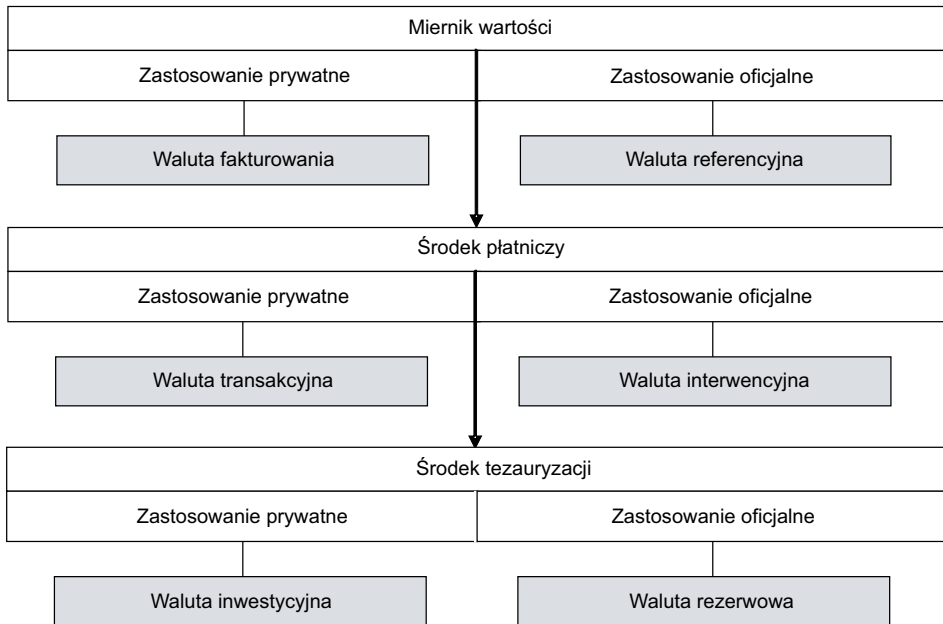 Miernik wartości
Zastosowanie prywatne
Zastosowanie oficjalne
Waluta fakturowania
Waluta referencyjna
Środek płatniczy
Zastosowanie prywatne
Zastosowanie oficjalne
Waluta transakcyjna
Waluta interwencyjna
Środek tezauryzacji
Zastosowanie prywatne
Zastosowanie oficjalne
Waluta inwestycyjna
Waluta rezerwowa